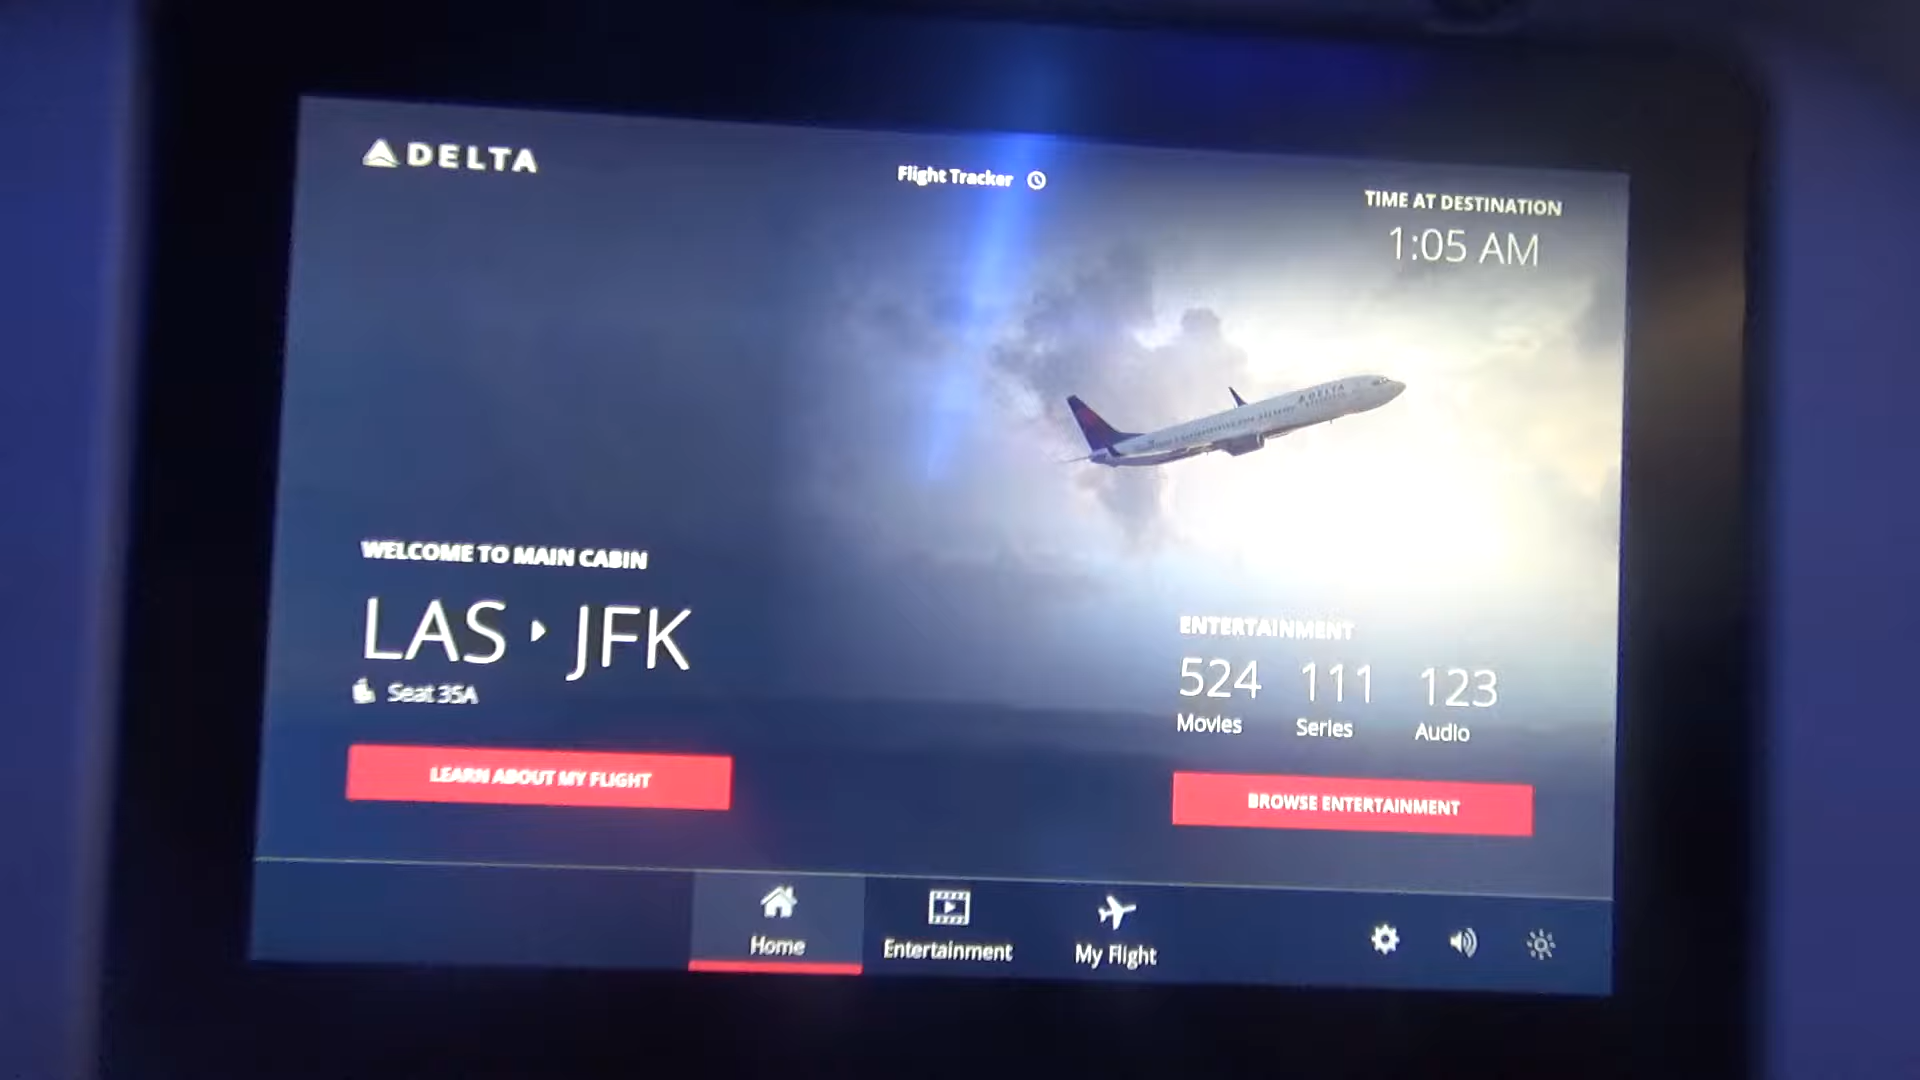 DELTA
Flight Tracker
TIME AT DESTINATION
1:05 AM
DELTA
WELCOME TO MAIN CABIN
LAS JFK
Seat 35A
LEARN ABOUT MY FLIGHT
ENTERTAINMENT
524 111 123
Movies Series Audio
BROWSE ENTERTAINMENT
Home
Entertainment
My Flight